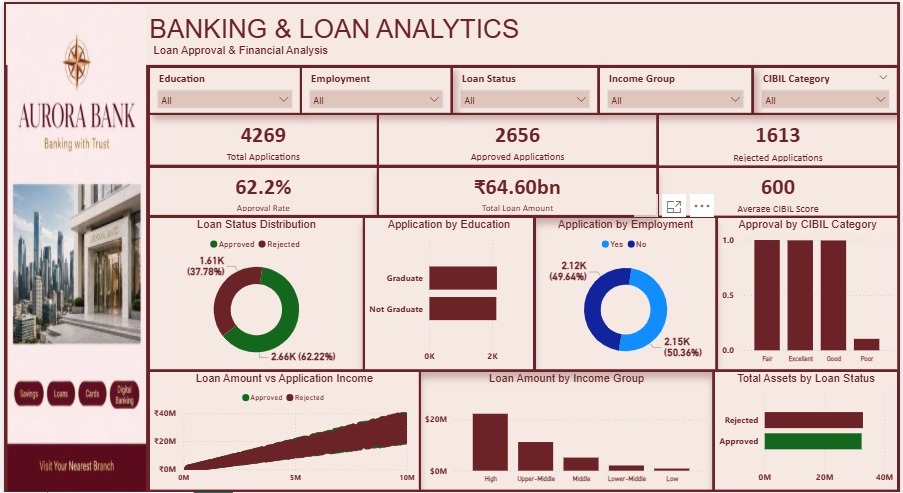 BANKING & LOAN ANALYTICS
Loan Approval & Financial Analysis
AURORA BANK
Banking with Trust
Savings
Loans
Cards
Digital
Banking
Visit Your Nearest Branch
Education
All
Employment
All
Loan Status
All
Income Group
All
CIBIL Category
All
4269
Total Applications
2656
Approved Applications
1613
Rejected Applications
62.2%
Approval Rate
₹64.60bn
Total Loan Amount
600
Average CIBIL Score
Loan Status Distribution
Approved Rejected
1.61K
(37.78%)
2.66K (62.22%)
Application by Education
Graduate
Not Graduate
0K 2K
Application by Employment
Yes No
2.12K
(49.64%)
2.15K
(50.36%)
Approval by CIBIL Category
1.0
0.5
0.0
Fair Excellent Good Poor
Loan Amount vs Application Income
Approved Rejected
₹40M
₹20M
₹0M
0M 5M 10M
Loan Amount by Income Group
$20M
$0M
High Upper-Middle Middle Lower-Middle Low
Total Assets by Loan Status
Rejected
Approved
0M 20M 40M